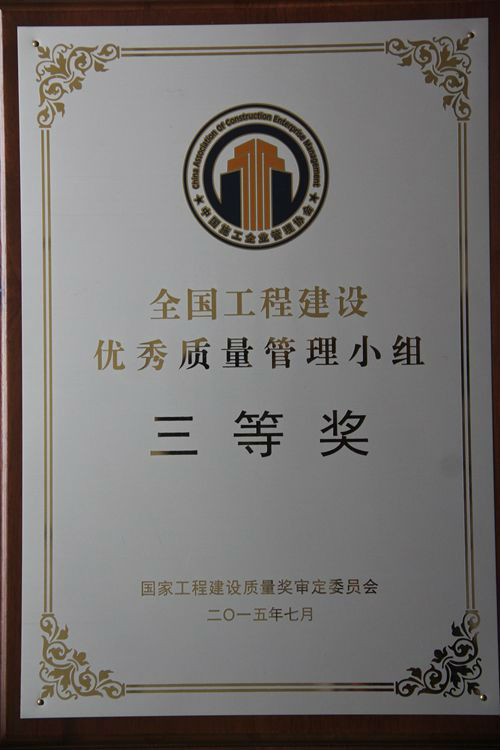 China Association Of Construction Enterprise Management
中国施工企业管理协会
全国工程建设
优秀质量管理小组
三等奖
国家工程建设质量奖审定委员会
二〇一五年七月